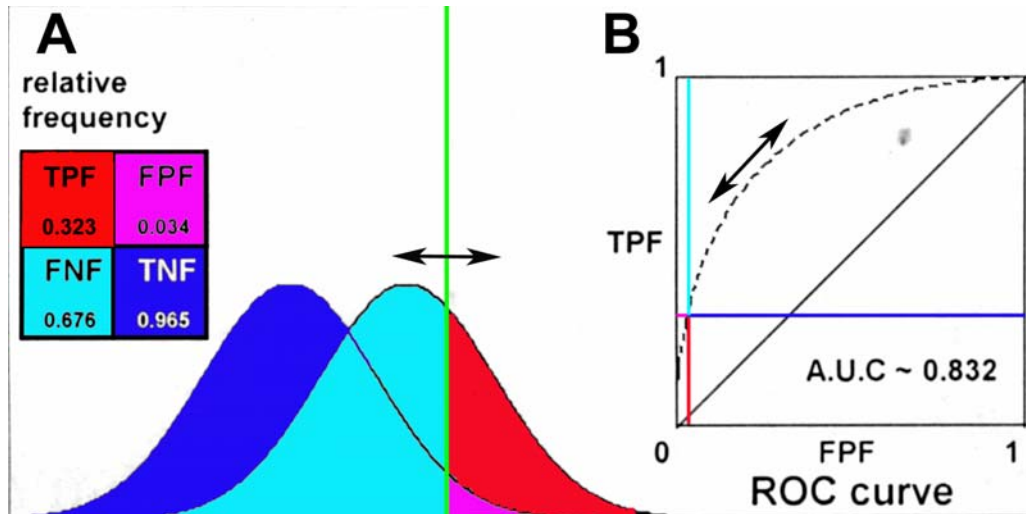 A
relative
frequency
TPF FPF
0.323 0.034
FNF TNF
0.676 0.965
B
1
TPF
A.U.C ~ 0.832
0 FPF 1
ROC curve